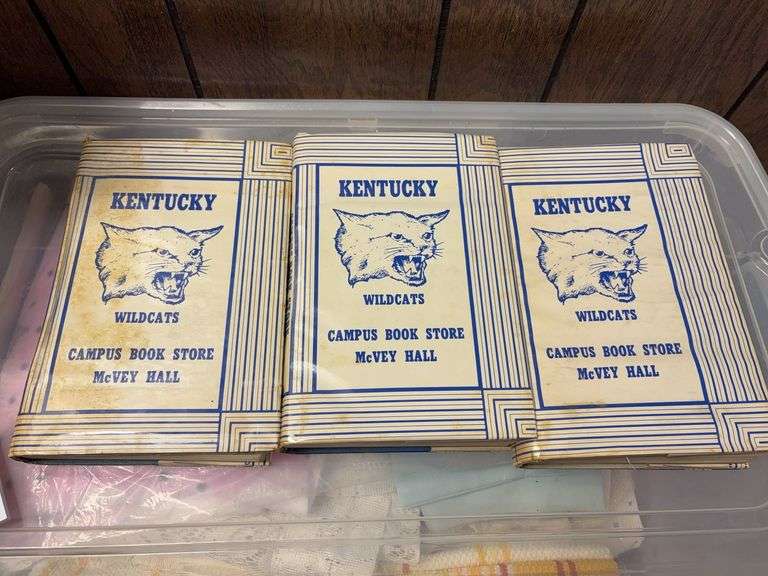 KENTUCKY
WILDCATS
CAMPUS BOOK STORE
McVEY HALL
KENTUCKY
WILDCATS
CAMPUS BOOK STORE
McVEY HALL
KENTUCKY
WILDCATS
CAMPUS BOOK STORE
McVEY HALL